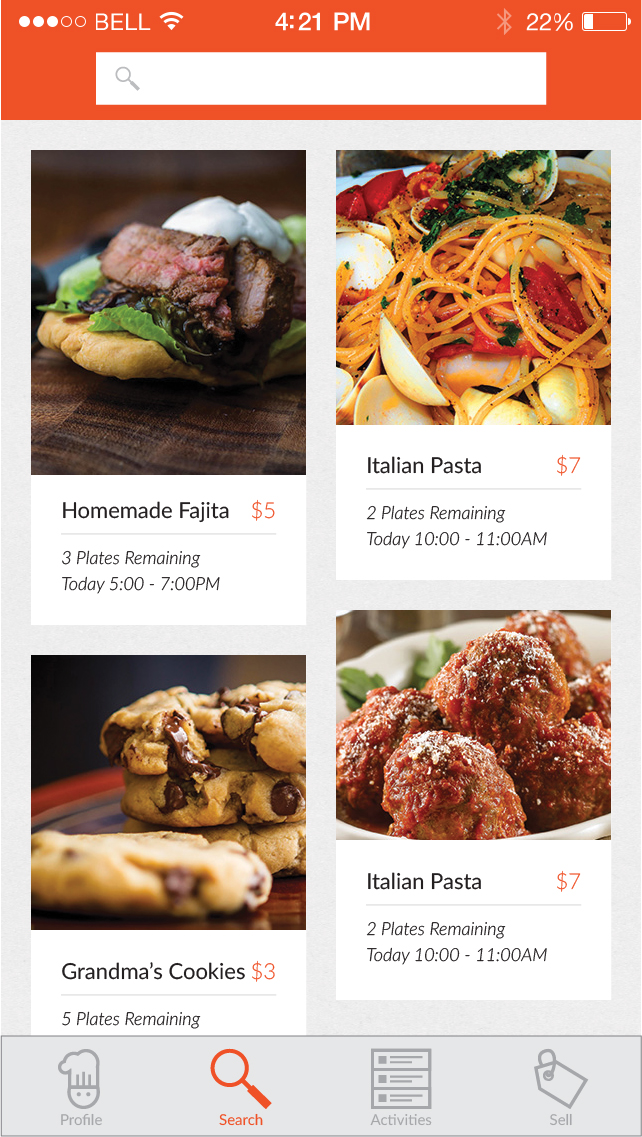 BELL 4:21 PM 22%
Homemade Fajita $5
3 Plates Remaining
Today 5:00 - 7:00PM
Italian Pasta $7
2 Plates Remaining
Today 10:00 - 11:00AM
Grandma's Cookies $3
5 Plates Remaining
Italian Pasta $7
2 Plates Remaining
Today 10:00 - 11:00AM
Profile Search Activities Sell